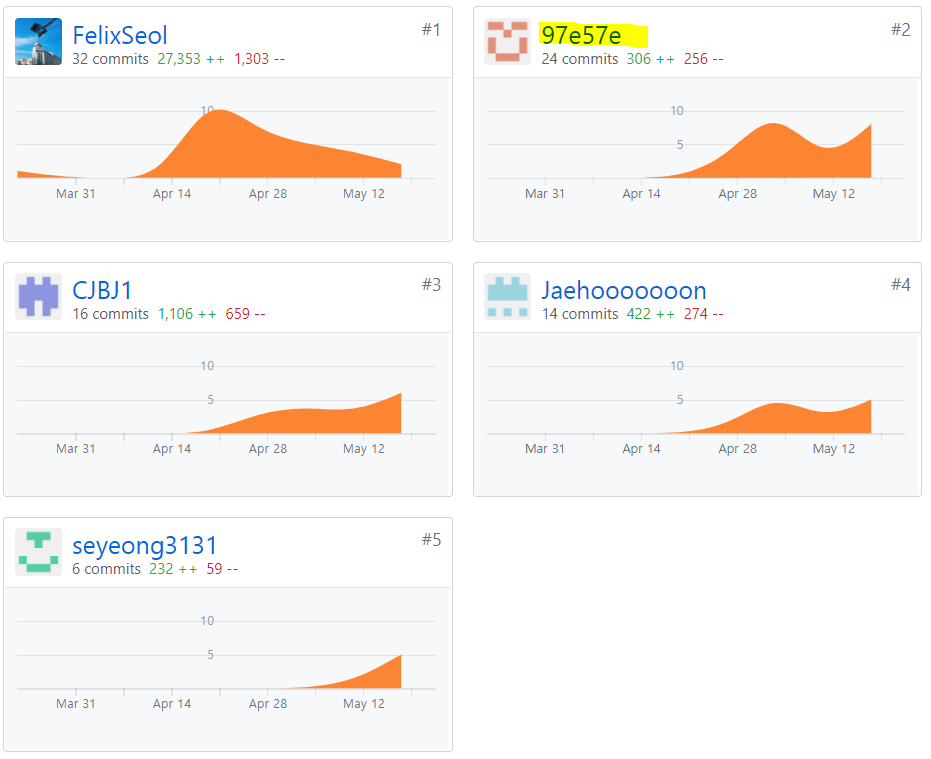 FelixSeol #1
32 commits 27,353 ++ 1,303 --
10
Mar 31 Apr 14 Apr 28 May 12
97e57e #2
24 commits 306 ++ 256 --
10
5
Mar 31 Apr 14 Apr 28 May 12
CJBJ1 #3
16 commits 1,106 ++ 659 --
10
5
Mar 31 Apr 14 Apr 28 May 12
Jaehooooooon #4
14 commits 422 ++ 274 --
10
5
Mar 31 Apr 14 Apr 28 May 12
seyeong3131 #5
6 commits 232 ++ 59 --
10
5
Mar 31 Apr 14 Apr 28 May 12